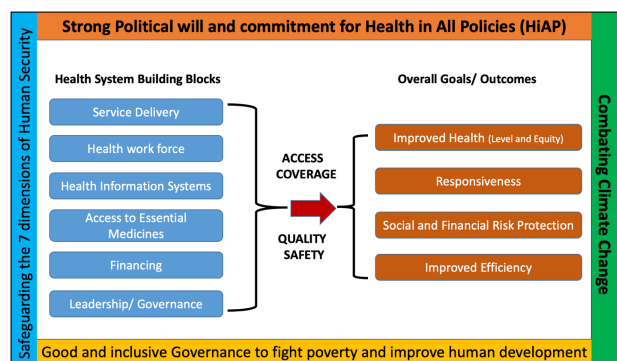 Strong Political will and commitment for Health in All Policies (HiAP)
Safeguarding the 7 dimensions of Human Security
Health System Building Blocks
Service Delivery
Health work force
Health Information Systems
Access to Essential
Medicines
Financing
Leadership/ Governance
ACCESS
COVERAGE
QUALITY
SAFETY
Overall Goals/ Outcomes
Improved Health (Level and Equity)
Responsiveness
Social and Financial Risk Protection
Improved Efficiency
Combating Climate Change
Good and inclusive Governance to fight poverty and improve human development